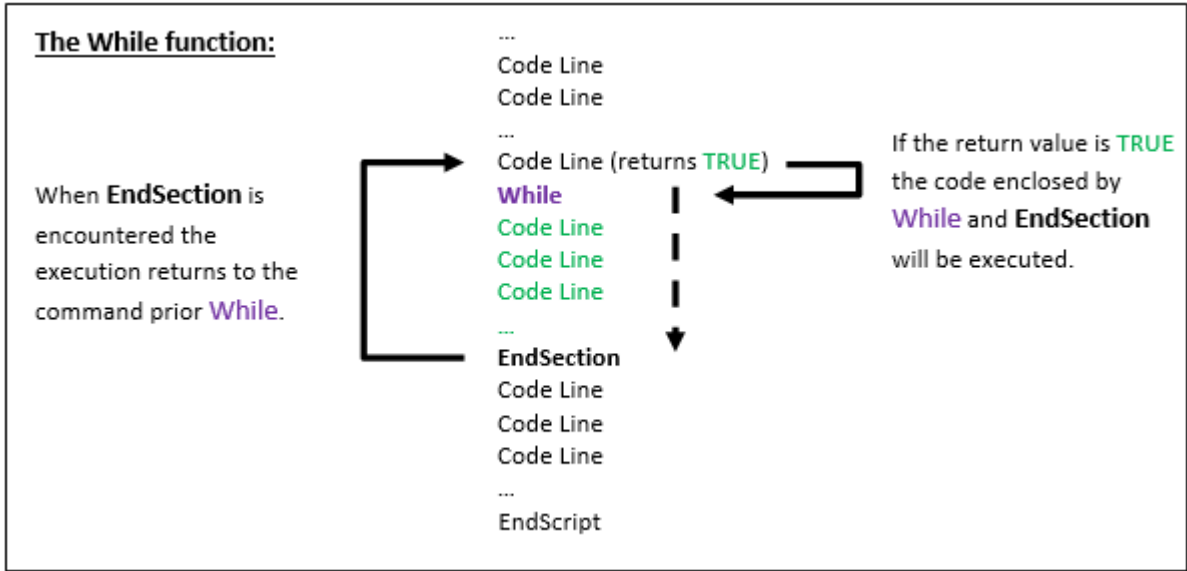 The While function:
...
Code Line
Code Line
...
Code Line (returns TRUE)
While
Code Line
Code Line
Code Line
...
EndSection
Code Line
Code Line
Code Line
...
EndScript
When EndSection is
encountered the
execution returns to the
command prior While.
If the return value is TRUE
the code enclosed by
While and EndSection
will be executed.